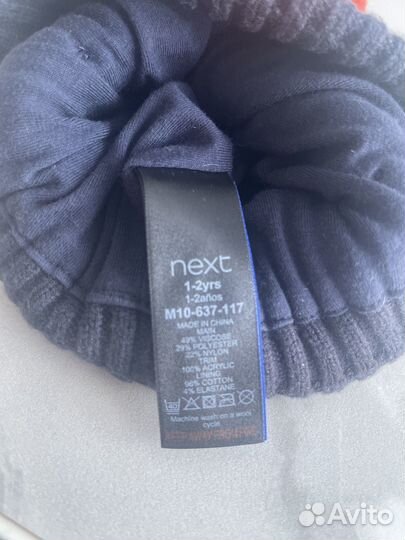 next
1-2yrs
1-2años
M10-637-117
MADE IN CHINA
MAIN
49% VISCOSE
29% POLYESTER
22% NYLON
TRIM
100% ACRYLIC
LINING
96% COTTON
4% ELASTANE
40
Machine wash on a wool
cycle
Avito